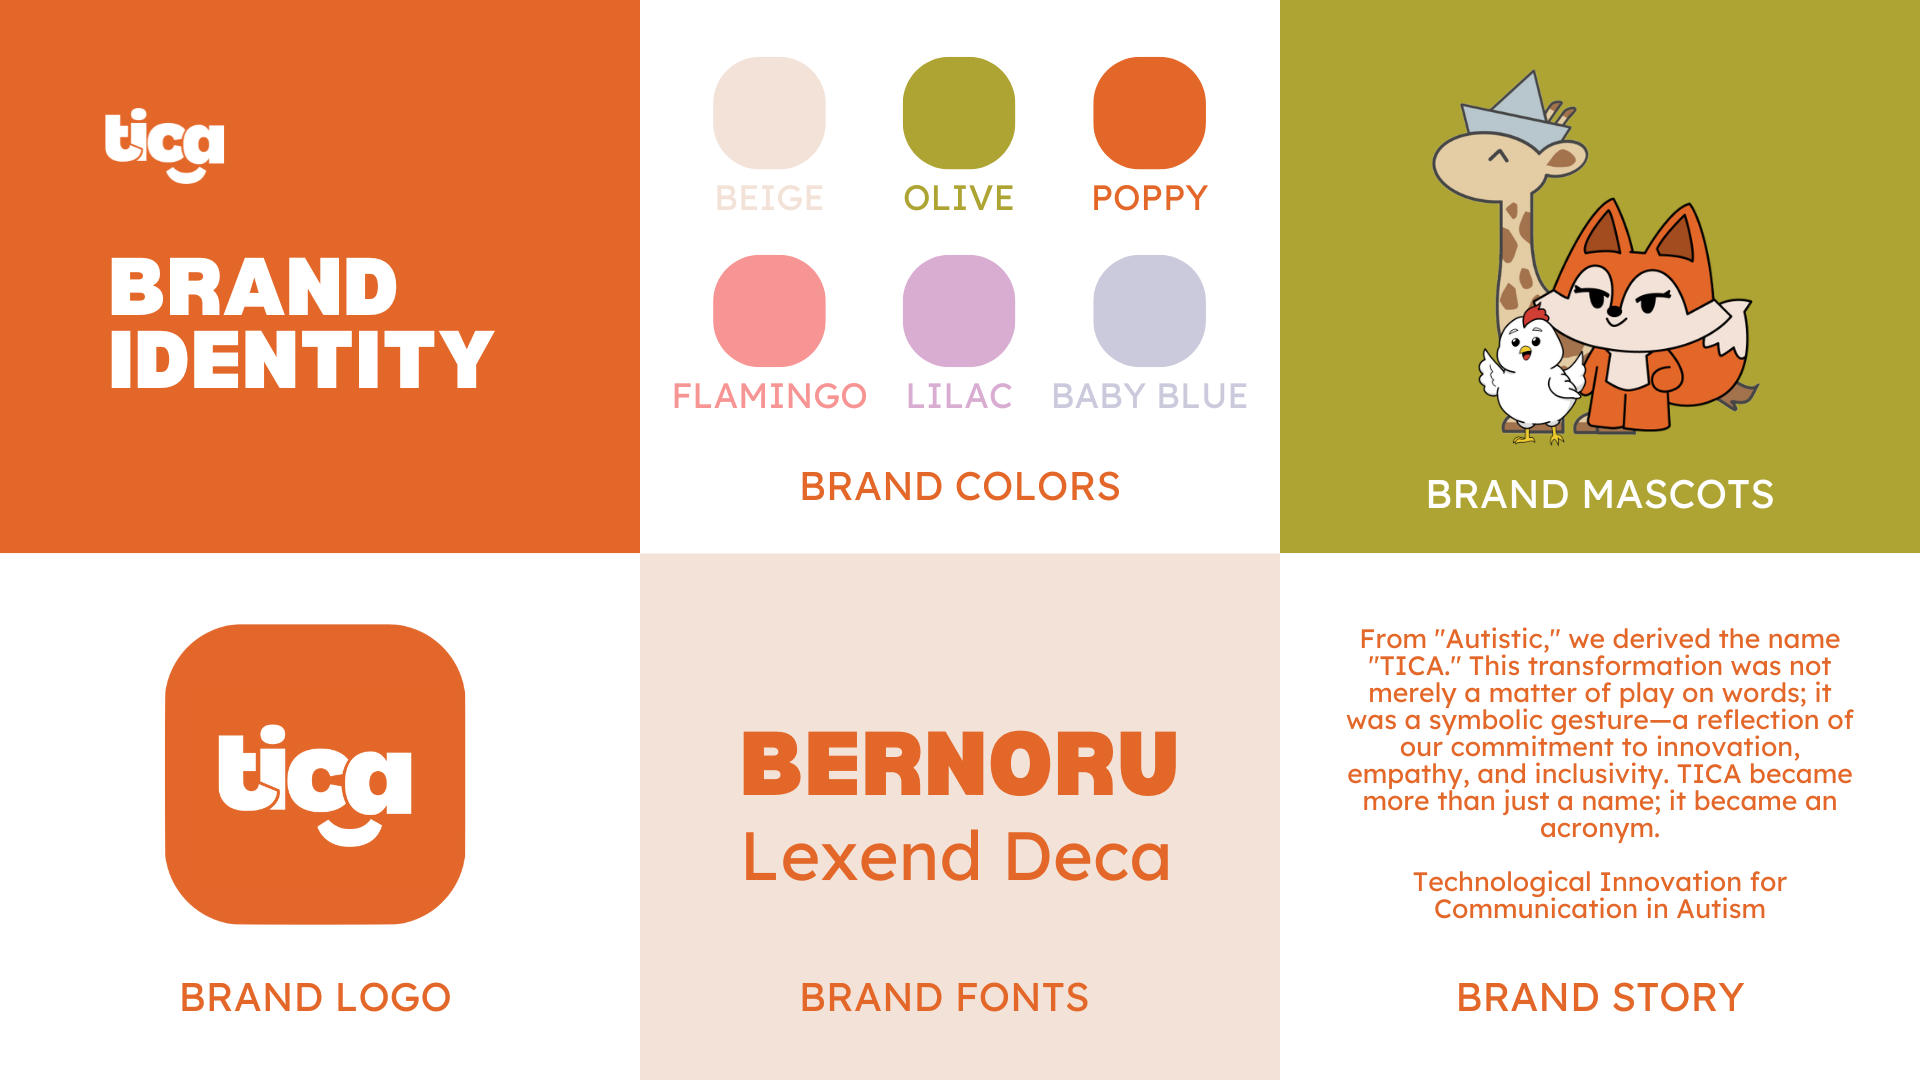 tica
BRAND
IDENTITY
BEIGE
OLIVE
POPPY
FLAMINGO
LILAC
BABY BLUE
BRAND COLORS
BRAND MASCOTS
tica
BRAND LOGO
BERNORU
Lexend Deca
BRAND FONTS
From "Autistic," we derived the name
"TICA." This transformation was not
merely a matter of play on words; it
was a symbolic gesture—a reflection of
our commitment to innovation,
empathy, and inclusivity. TICA became
more than just a name; it became an
acronym.
Technological Innovation for
Communication in Autism
BRAND STORY